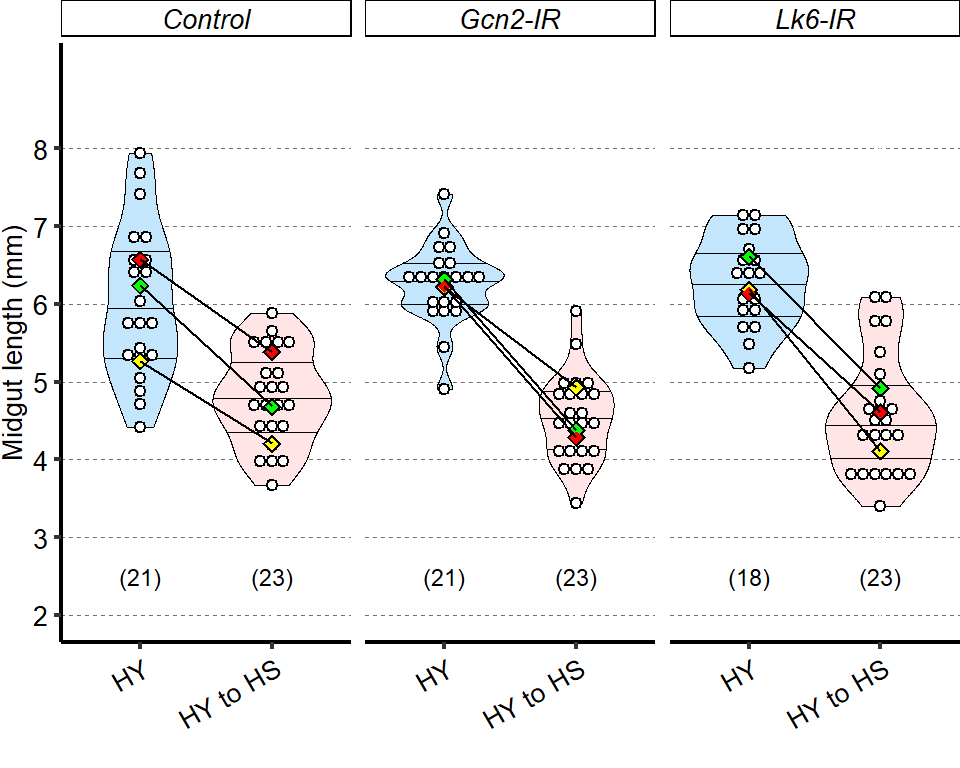 Control Gcn2-IR Lk6-IR
Midgut length (mm)
8
7
6
5
4
3
2
(21) (23) (21) (23) (18) (23)
HY HY to HS HY HY to HS HY HY to HS